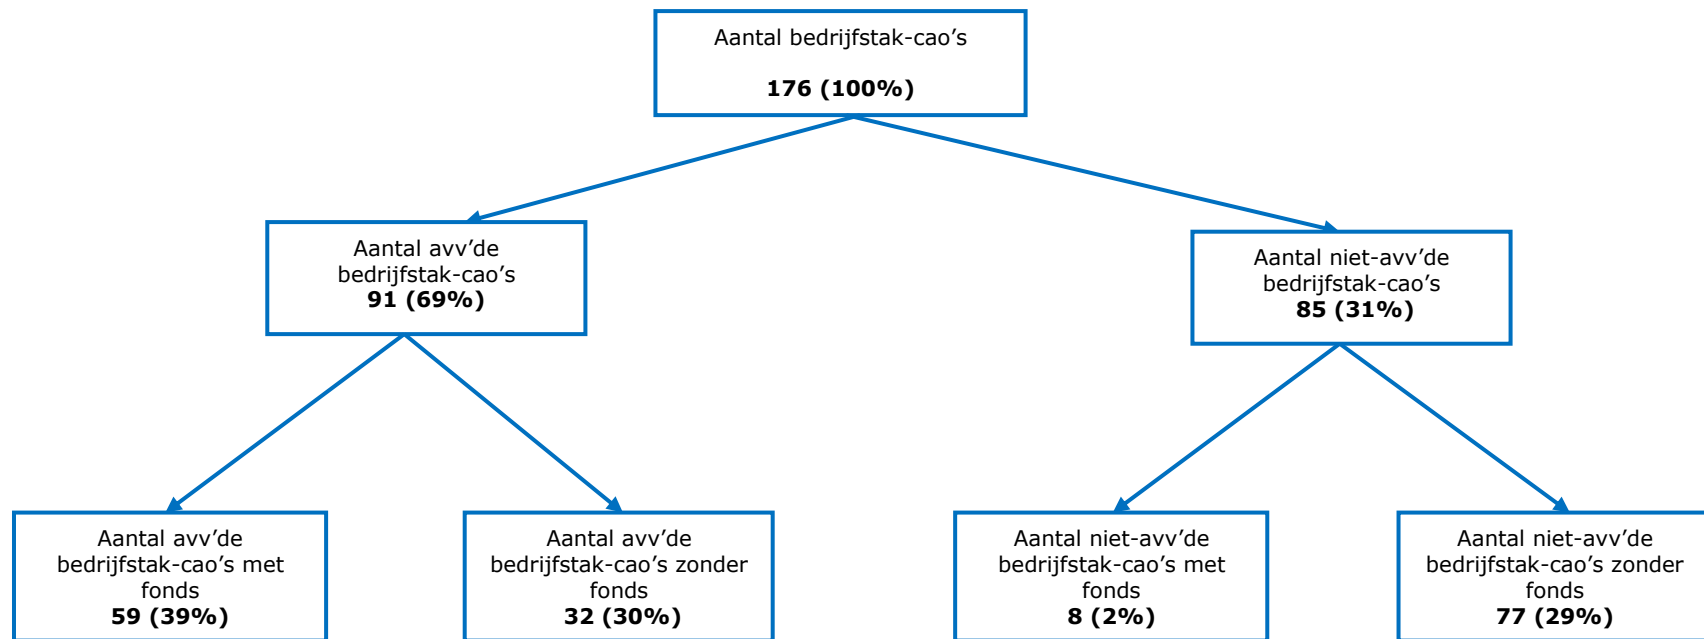 Aantal bedrijfstak-cao’s
176 (100%)
Aantal avv’de
bedrijfstak-cao’s
91 (69%)
Aantal niet-avv’de
bedrijfstak-cao’s
85 (31%)
Aantal avv’de
bedrijfstak-cao’s met
fonds
59 (39%)
Aantal avv’de
bedrijfstak-cao’s zonder
fonds
32 (30%)
Aantal niet-avv’de
bedrijfstak-cao’s met
fonds
8 (2%)
Aantal niet-avv’de
bedrijfstak-cao’s zonder
fonds
77 (29%)